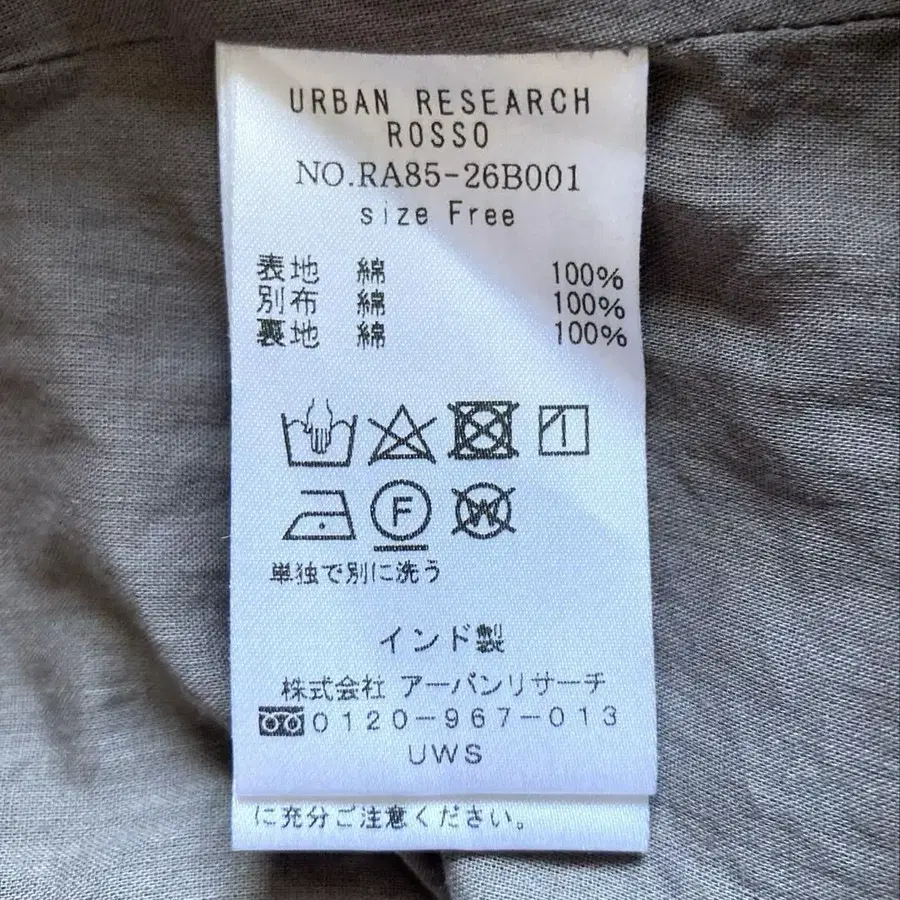 URBAN RESEARCH
ROSSO
NO.RA85-26B001
size Free
表地 綿 100%
別布 綿 100%
裏地 綿 100%
F
W
単独で別に洗う
インド製
株式会社 アーバンリサーチ
0120-967-013
UWS
に充分ご注意ください。